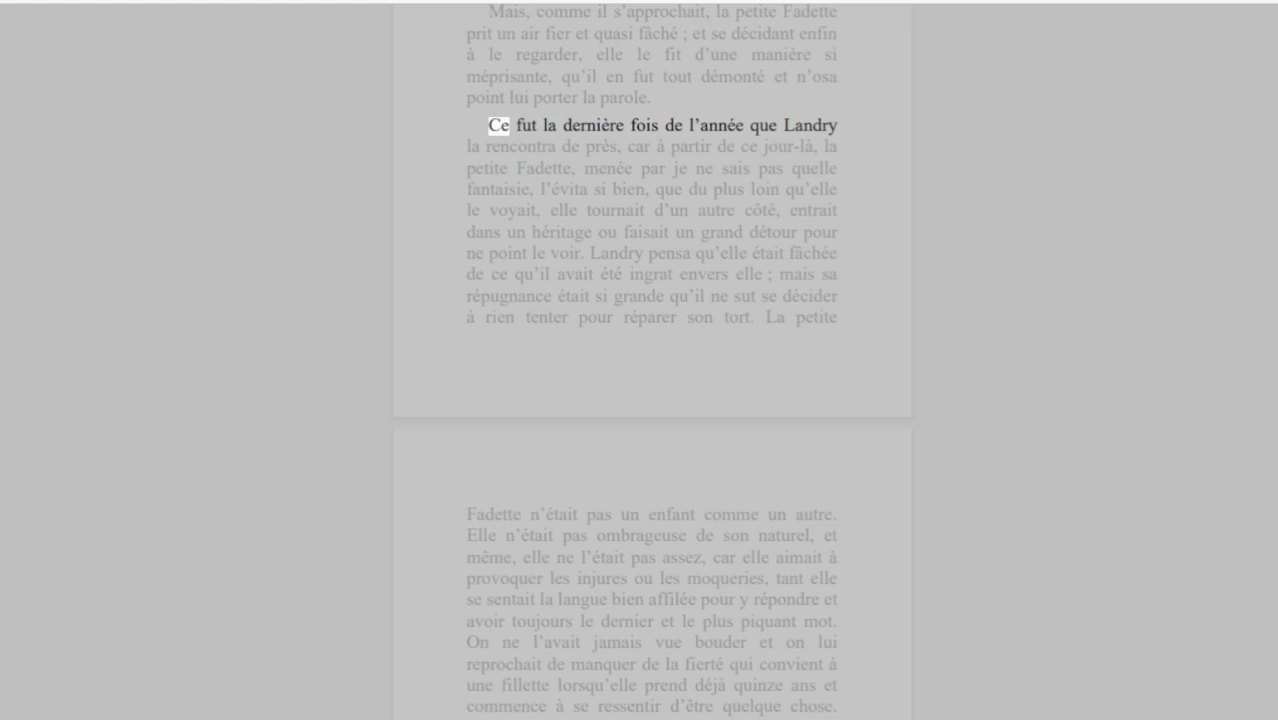 Mais, comme il s’approchait, la petite Fadette
prit un air fier et quasi fâché ; et se décidant enfin
à le regarder, elle le fit d’une manière si
méprisante, qu’il en fut tout démonté et n’osa
point lui porter la parole.
Ce fut la dernière fois de l’année que Landry
la rencontra de près, car à partir de ce jour-là, la
petite Fadette, menée par je ne sais pas quelle
fantaisie, l’évita si bien, que du plus loin qu’elle
le voyait, elle tournait d’un autre côté, entrait
dans un héritage ou faisait un grand détour pour
ne point le voir. Landry pensa qu’elle était fâchée
de ce qu’il avait été ingrat envers elle ; mais sa
répugnance était si grande qu’il ne sut se décider
à rien tenter pour réparer son tort. La petite
Fadette n’était pas un enfant comme un autre.
Elle n’était pas ombrageuse de son naturel, et
même, elle ne l’était pas assez, car elle aimait à
provoquer les injures ou les moqueries, tant elle
se sentait la langue bien affilée pour y répondre et
avoir toujours le dernier et le plus piquant mot.
On ne l’avait jamais vue bouder et on lui
reprochait de manquer de la fierté qui convient à
une fillette lorsqu’elle prend déjà quinze ans et
commence à se ressentir d’être quelque chose.